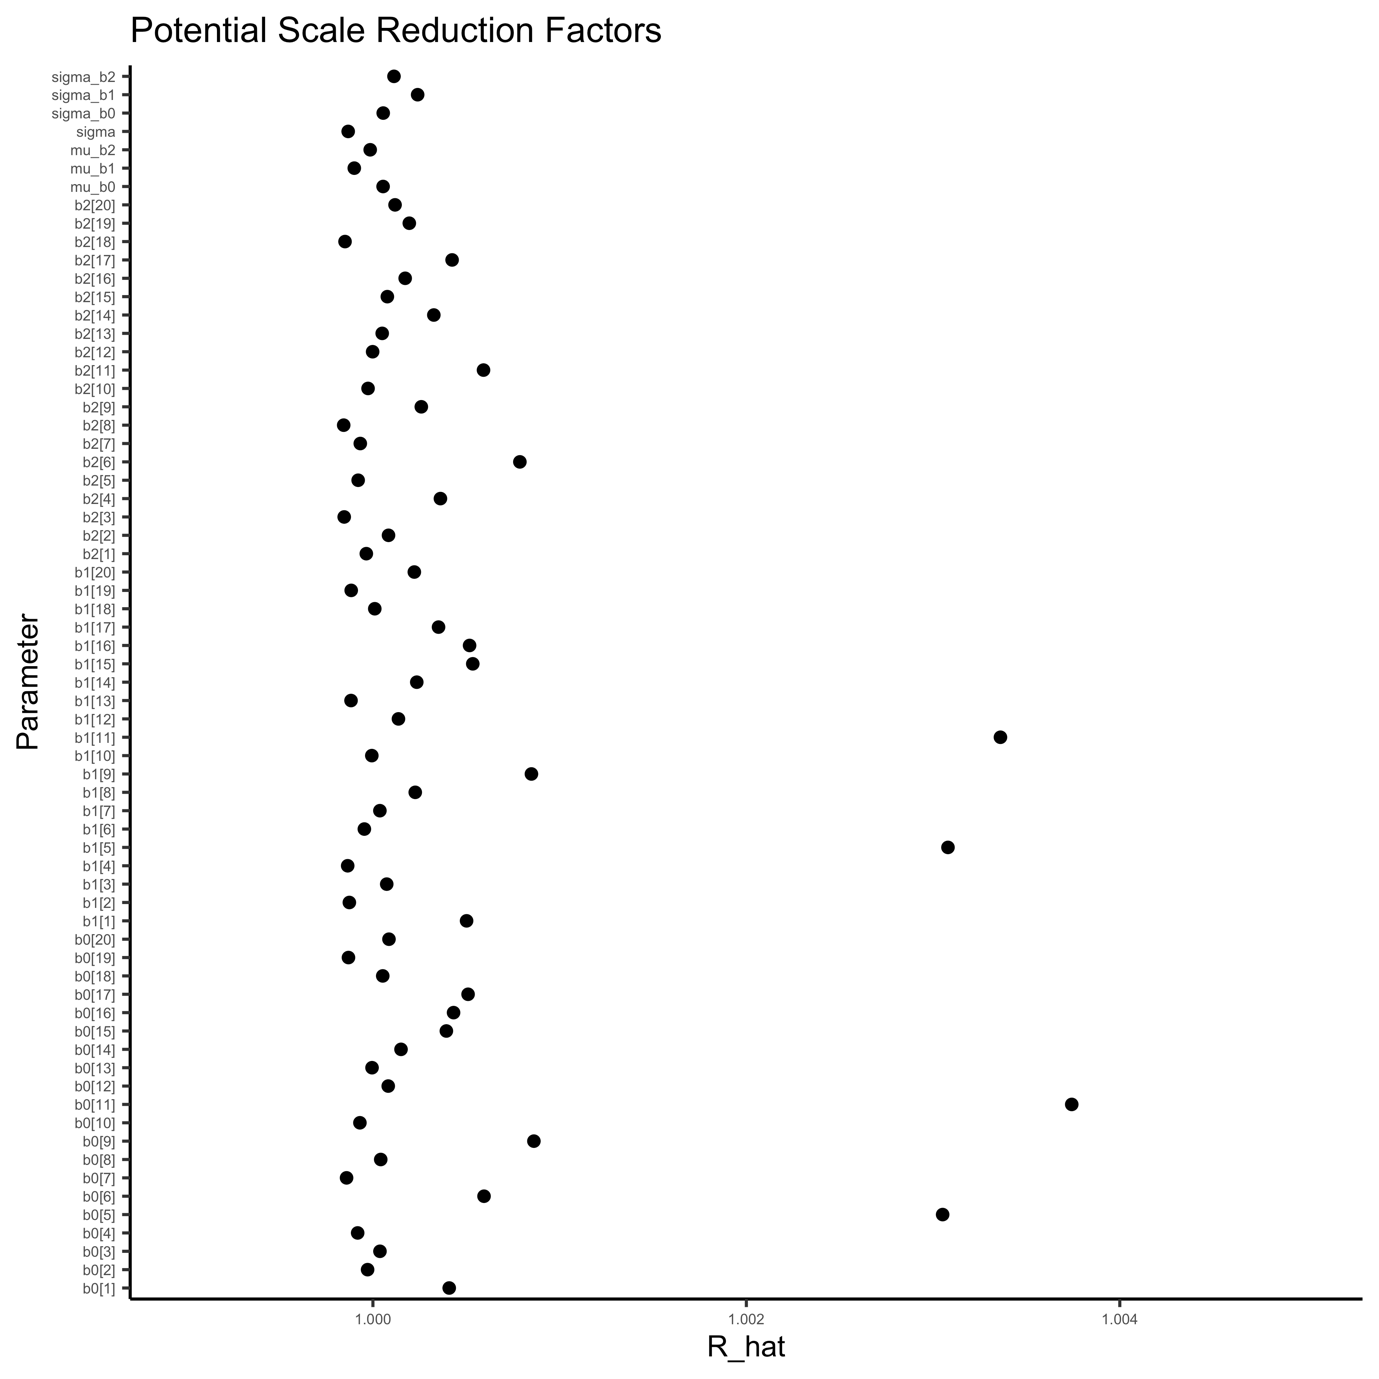 Potential Scale Reduction Factors
sigma_b2
sigma_b1
sigma_b0
sigma
mu_b2
mu_b1
mu_b0
b2[20]
b2[19]
b2[18]
b2[17]
b2[16]
b2[15]
b2[14]
b2[13]
b2[12]
b2[11]
b2[10]
b2[9]
b2[8]
b2[7]
b2[6]
b2[5]
b2[4]
b2[3]
b2[2]
b2[1]
b1[20]
b1[19]
b1[18]
b1[17]
b1[16]
b1[15]
b1[14]
b1[13]
b1[12]
b1[11]
b1[10]
b1[9]
b1[8]
b1[7]
b1[6]
b1[5]
b1[4]
b1[3]
b1[2]
b1[1]
b0[20]
b0[19]
b0[18]
b0[17]
b0[16]
b0[15]
b0[14]
b0[13]
b0[12]
b0[11]
b0[10]
b0[9]
b0[8]
b0[7]
b0[6]
b0[5]
b0[4]
b0[3]
b0[2]
b0[1]
Parameter
1.000 1.002 1.004
R_hat